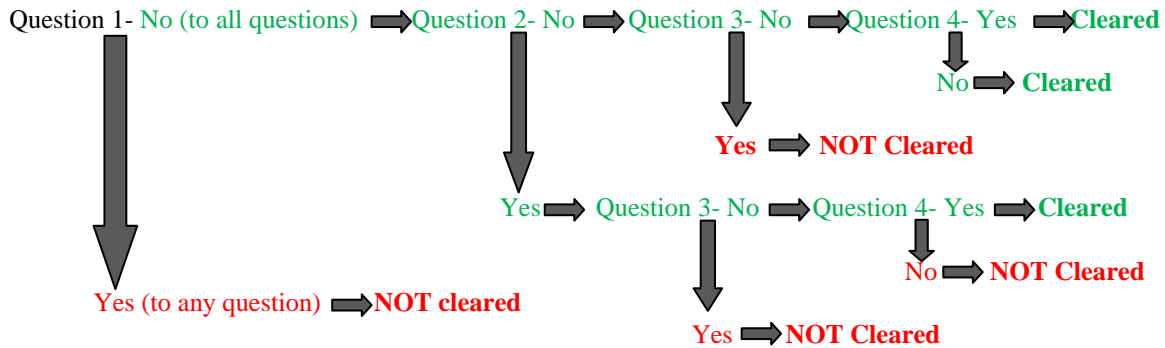 Question 1- No (to all questions) Question 2- No Question 3- No Question 4- Yes Cleared
No Cleared
Yes NOT Cleared
Yes Question 3- No Question 4- Yes Cleared
No NOT Cleared
Yes (to any question) NOT cleared
Yes NOT Cleared